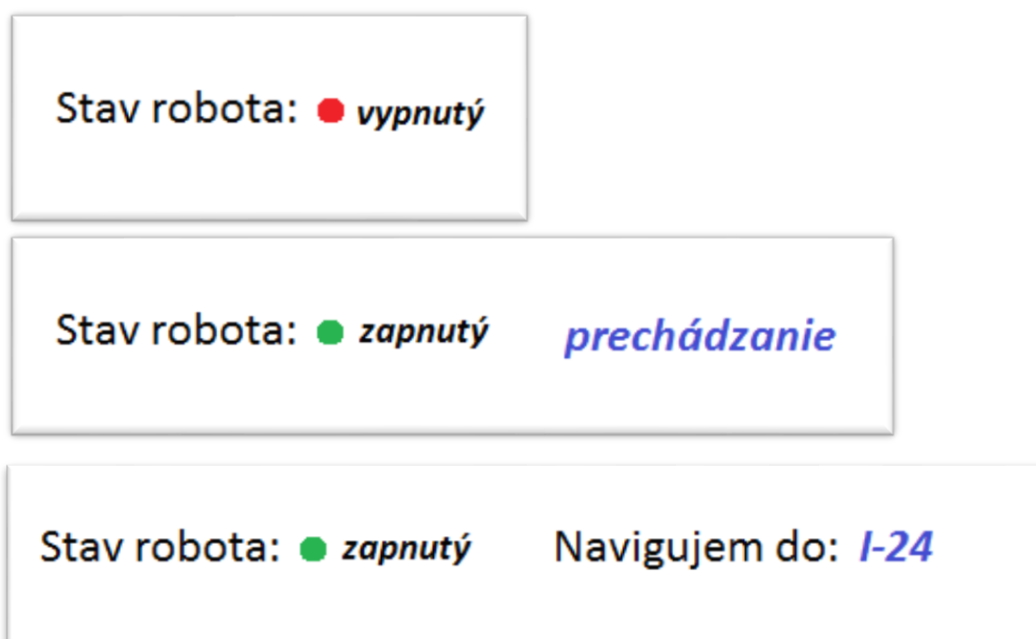 Stav robota: vypnutý
Stav robota: zapnutý prechádzanie
Stav robota: zapnutý Navigujem do: I-24